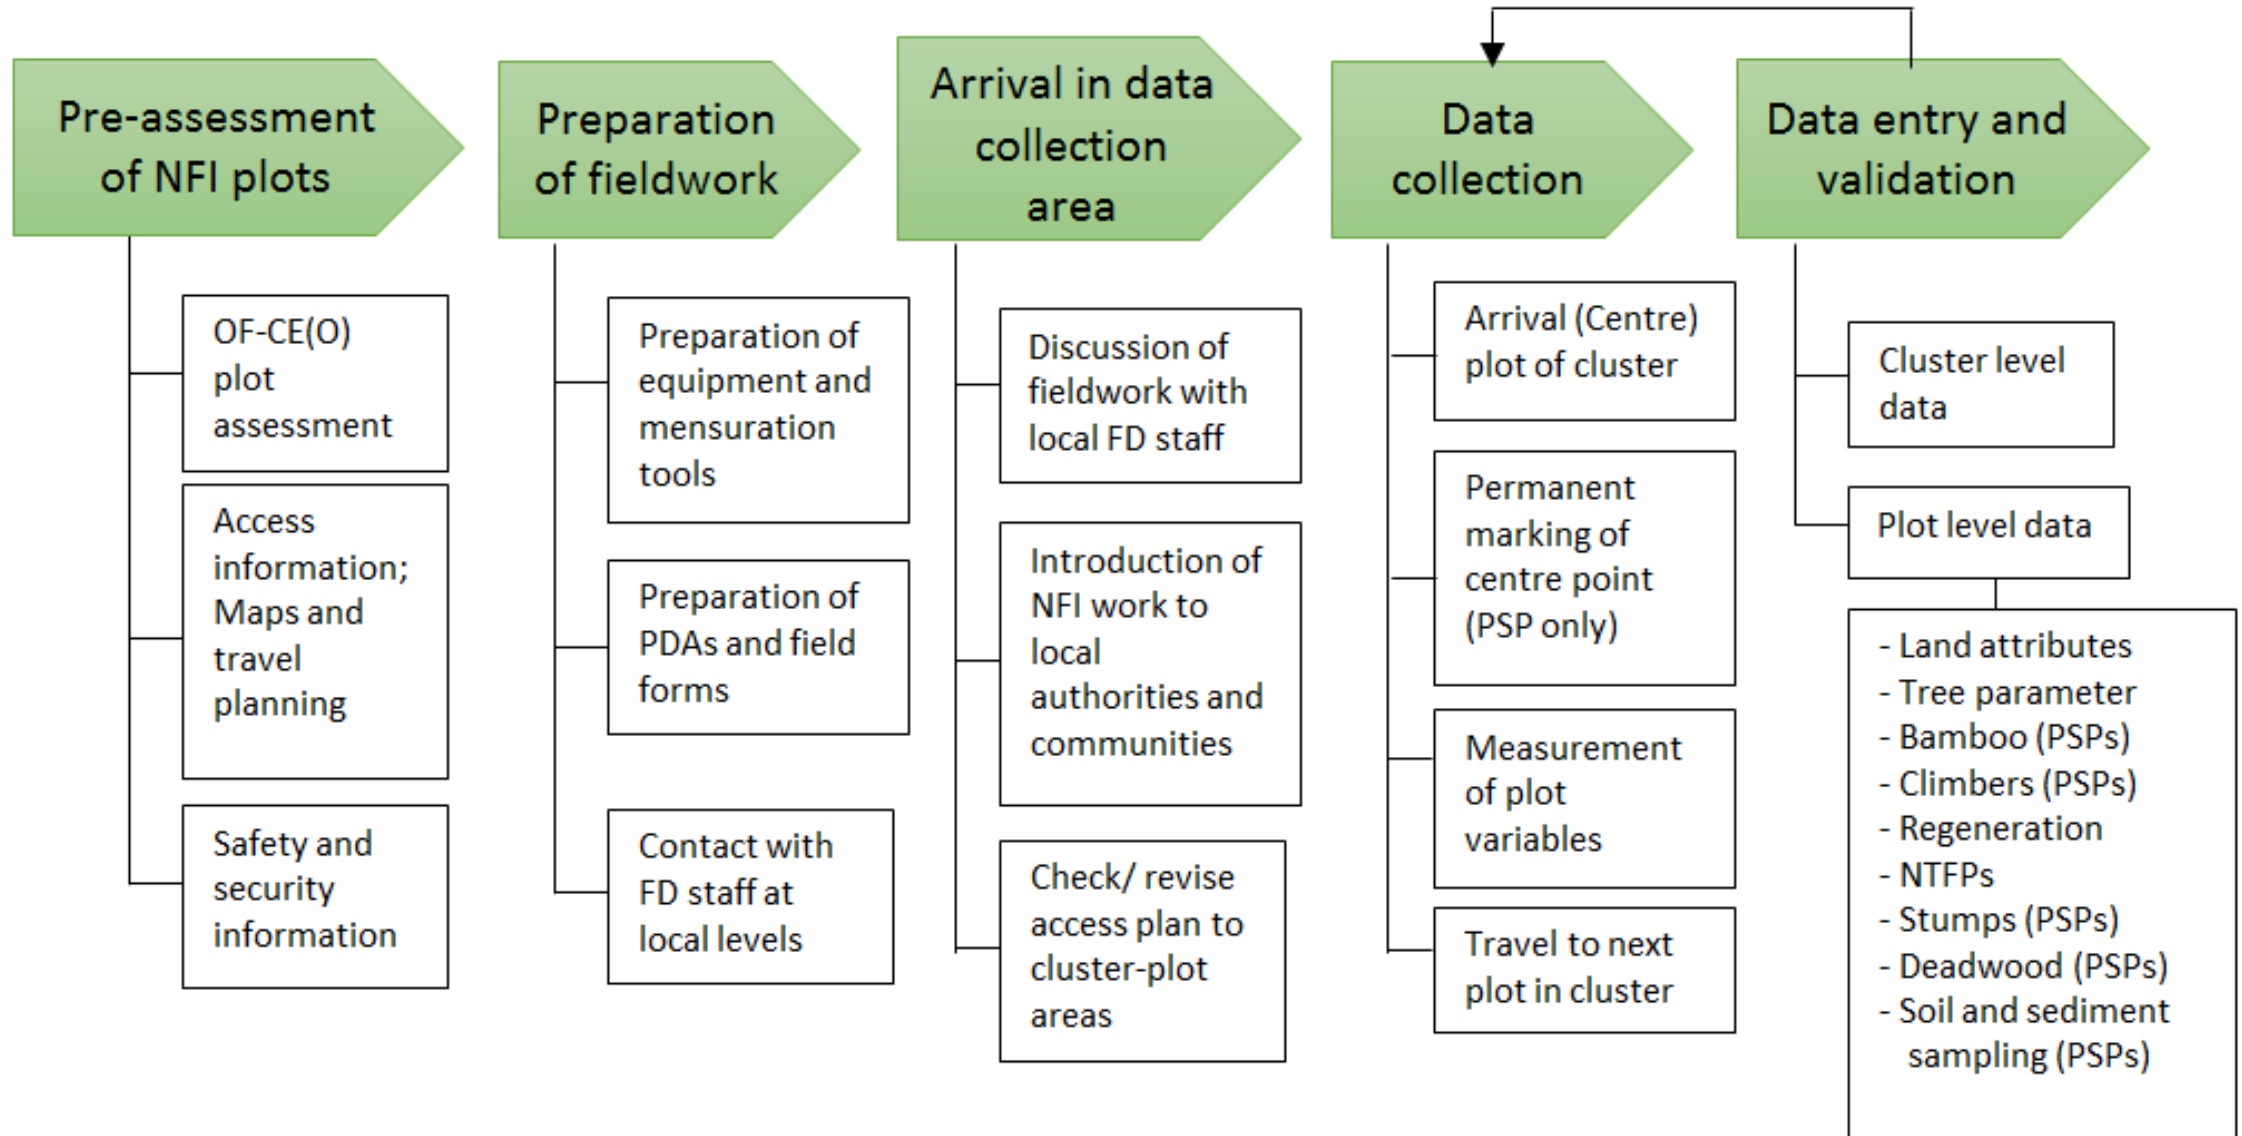 Pre-assessment
of NFI plots
OF-CE(O)
plot
assessment
Access
information;
Maps and
travel
planning
Safety and
security
information
Preparation
of fieldwork
Preparation of
equipment and
mensuration
tools
Preparation of
PDAs and field
forms
Contact with
FD staff at
local levels
Arrival in data
collection
area
Discussion of
fieldwork with
local FD staff
Introduction of
NFI work to
local
authorities and
communities
Check/ revise
access plan to
cluster-plot
areas
Data
collection
Arrival (Centre)
plot of cluster
Permanent
marking of
centre point
(PSP only)
Measurement
of plot
variables
Travel to next
plot in cluster
Data entry and
validation
Cluster level
data
Plot level data
- Land attributes
- Tree parameter
- Bamboo (PSPs)
- Climbers (PSPs)
- Regeneration
- NTFPs
- Stumps (PSPs)
- Deadwood (PSPs)
- Soil and sediment
sampling (PSPs)